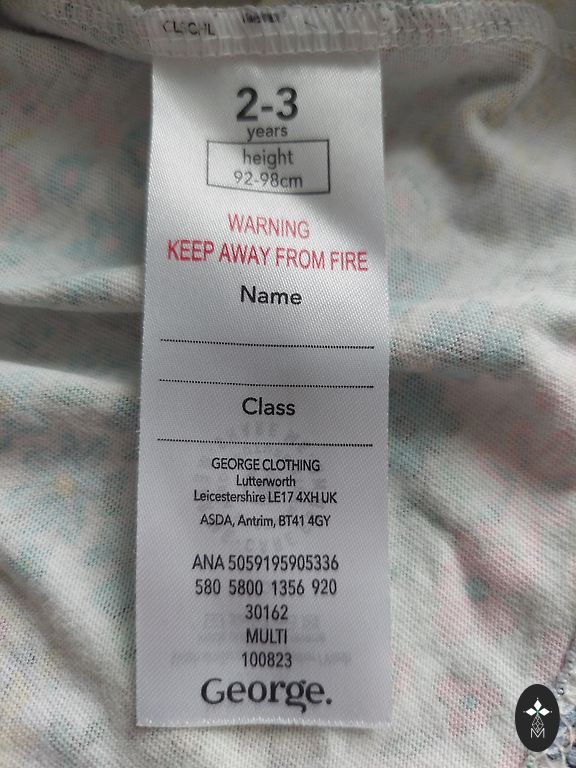 2-3
years
height
92-98cm
WARNING
KEEP AWAY FROM FIRE
Name
Class
GEORGE CLOTHING
Lutterworth
Leicestershire LE17 4XH UK
ASDA, Antrim, BT41 4GY
ANA 5059195905336
580 5800 1356 920
30162
MULTI
100823
George.
M